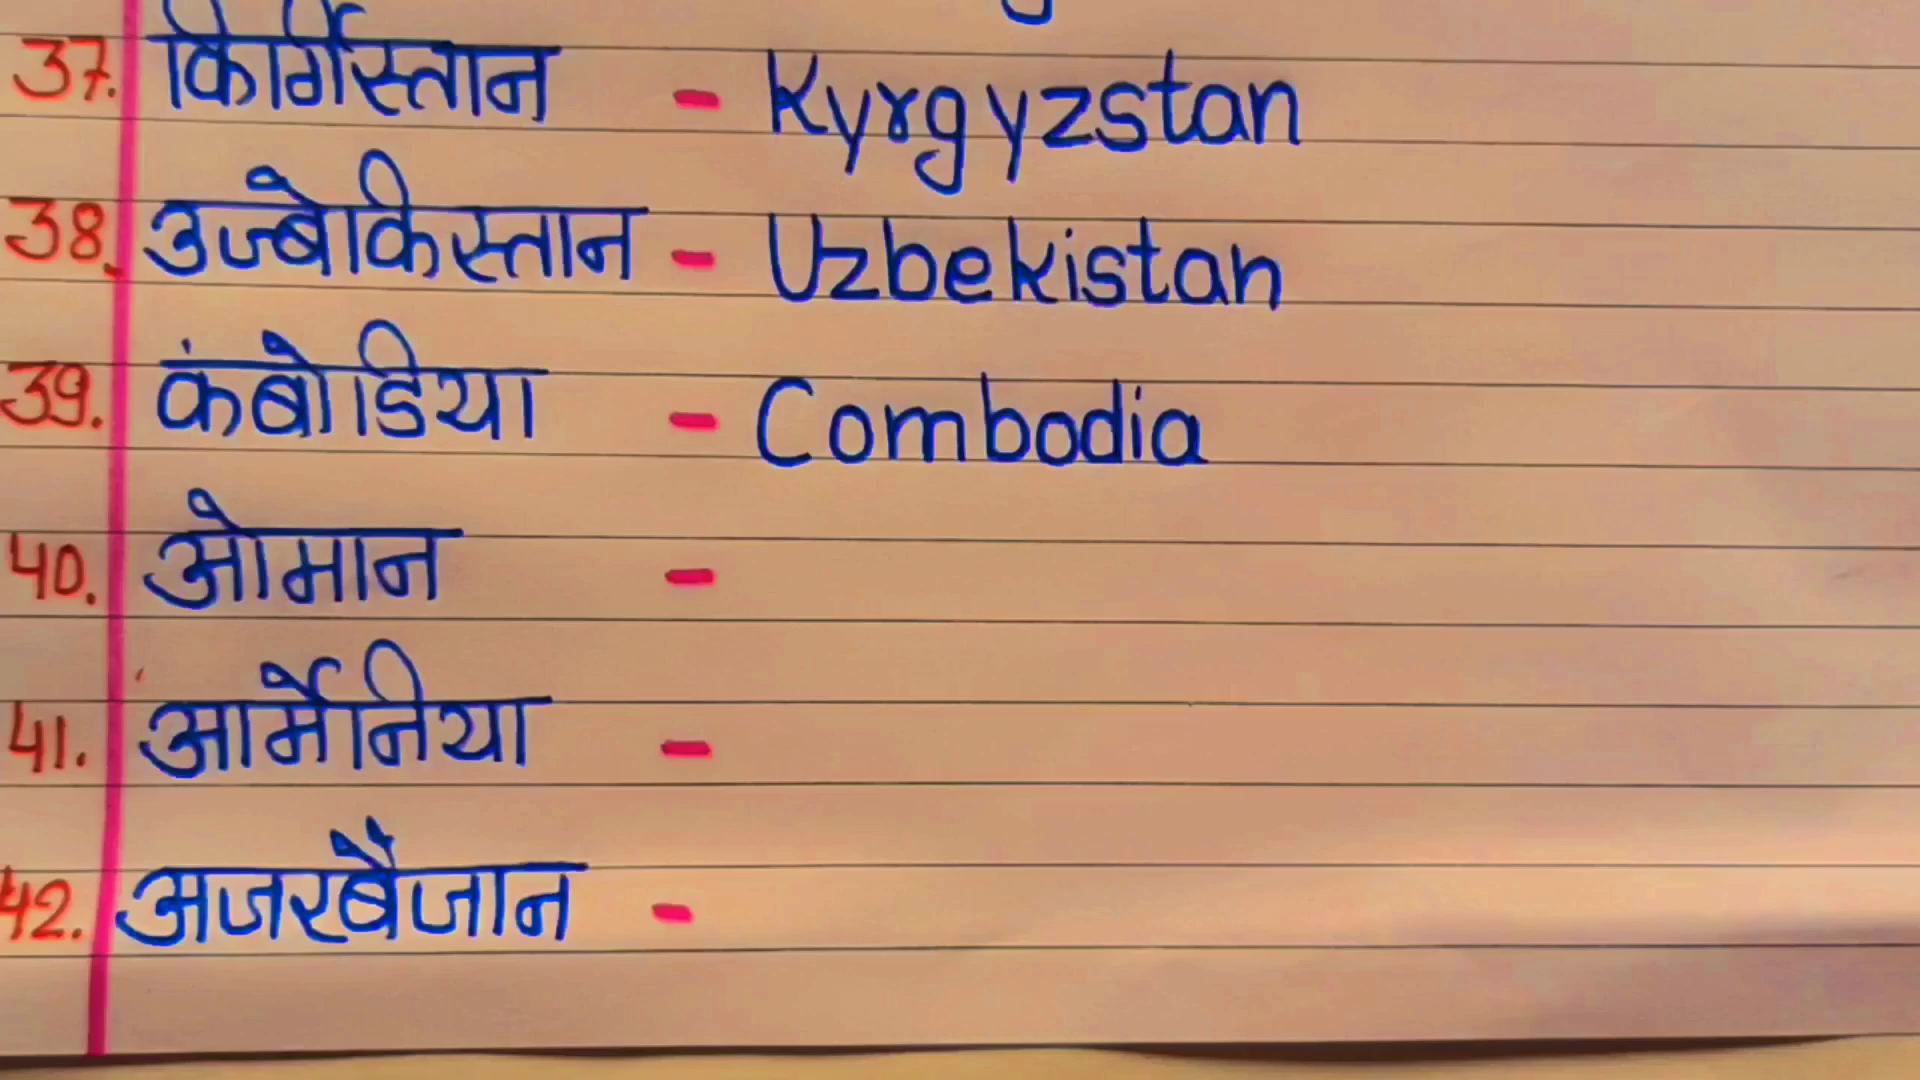 37. किर्गिस्तान - Kyrgyzstan
38. उज्बेकिस्तान - Uzbekistan
39. कंबोडिया - Combodia
40. ओमान -
41. आर्मेनिया -
42. अजरबैजान -